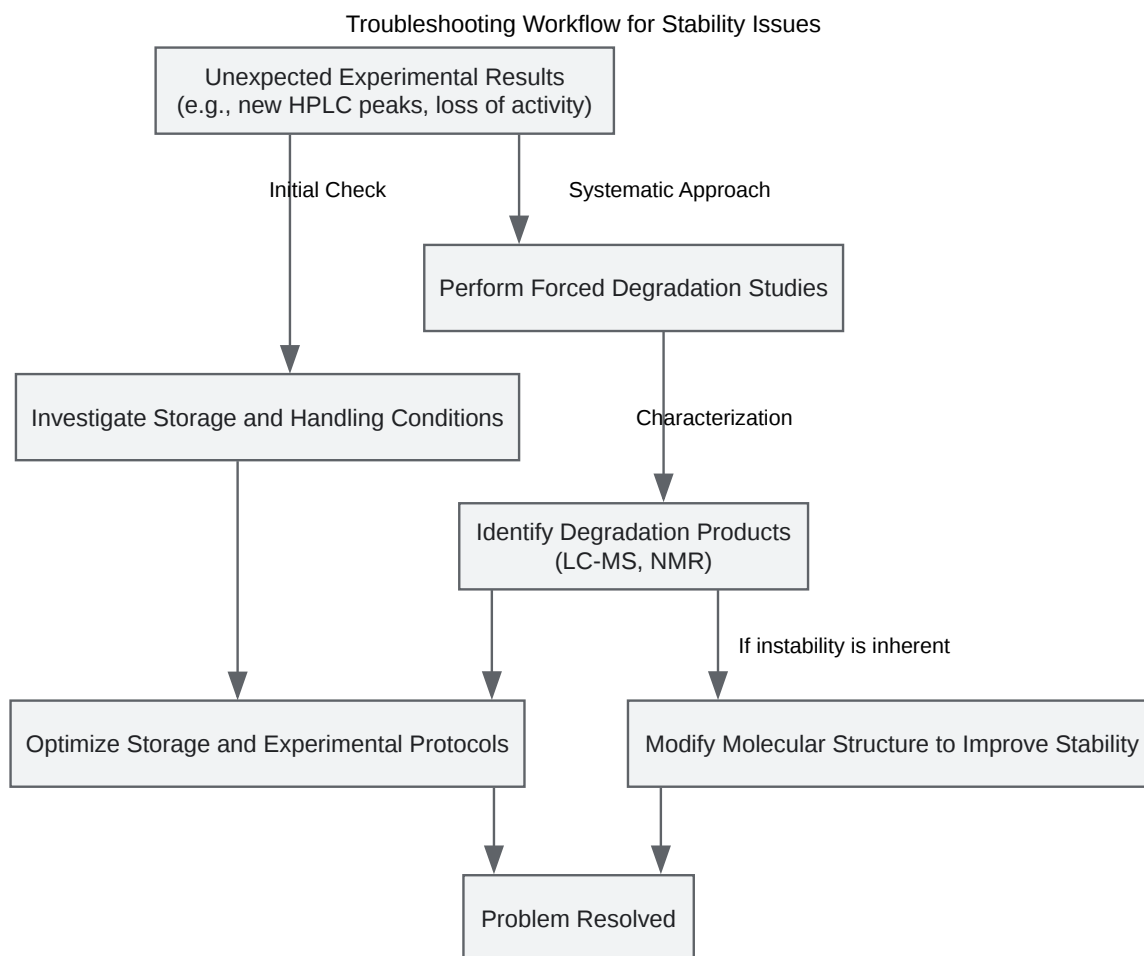 Troubleshooting Workflow for Stability Issues
Unexpected Experimental Results
(e.g., new HPLC peaks, loss of activity)
Initial Check
Systematic Approach
Perform Forced Degradation Studies
Investigate Storage and Handling Conditions
Characterization
Identify Degradation Products
(LC-MS, NMR)
If instability is inherent
Optimize Storage and Experimental Protocols
Modify Molecular Structure to Improve Stability
Problem Resolved